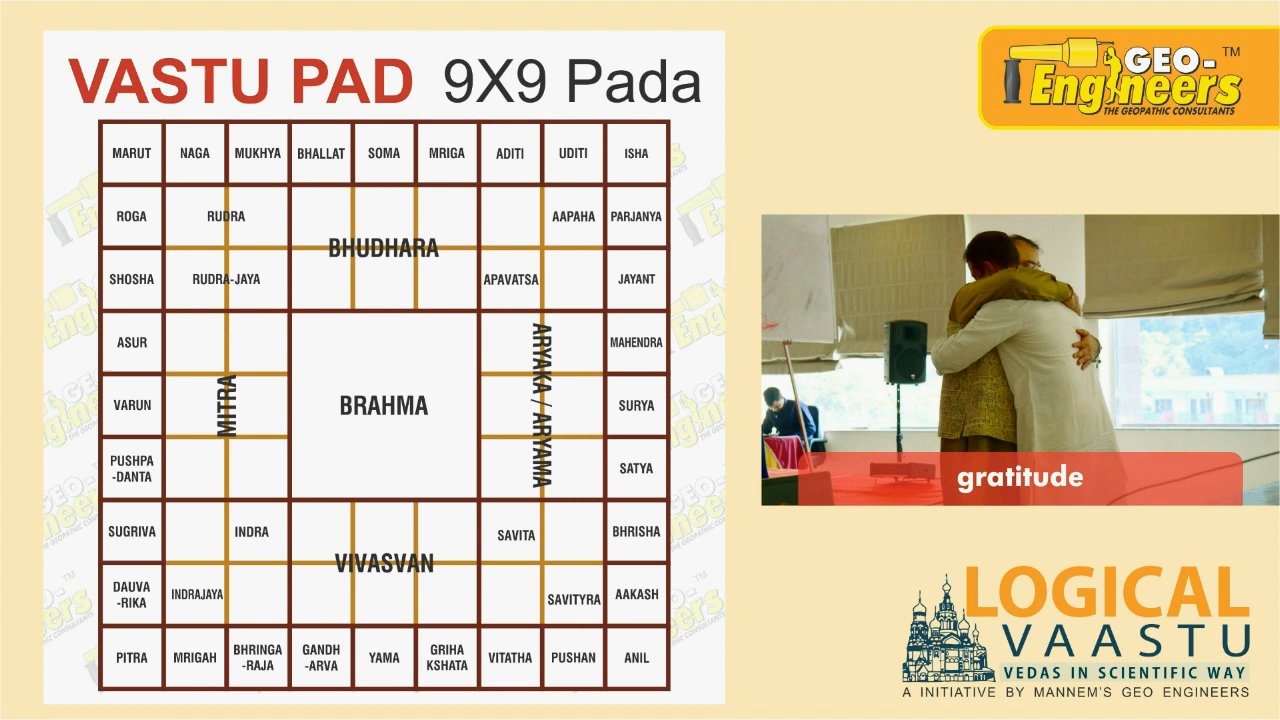 VASTU PAD 9X9 Pada
MARUT NAGA MUKHYA BHALLAT SOMA MRIGA ADITI UDITI ISHA
ROGA RUDRA AAPAHA PARJANYA
BHUDHARA
SHOSHA RUDRA-JAYA APAVATSA JAYANT
ASUR MAHENDRA
MITRA
ARYAKA / ARYAMA
VARUN BRAHMA SURYA
PUSHPA
-DANTA
SATYA
SUGRIVA INDRA SAVITA BHRISHA
VIVASVAN
DAUVA
-RIKA
INDRAJAYA SAVITYRA AAKASH
PITRA MRIGAH
BHRINGA
-RAJA
GANDH
-ARVA
YAMA
GRIHA
KSHATA
VITATHA PUSHAN ANIL
GEO-
TM
Engineers
THE GEOPATHIC CONSULTANTS
gratitude
LOGICAL
VAASTU
VEDAS IN SCIENTIFIC WAY
A INITIATIVE BY MANNEM'S GEO ENGINEERS